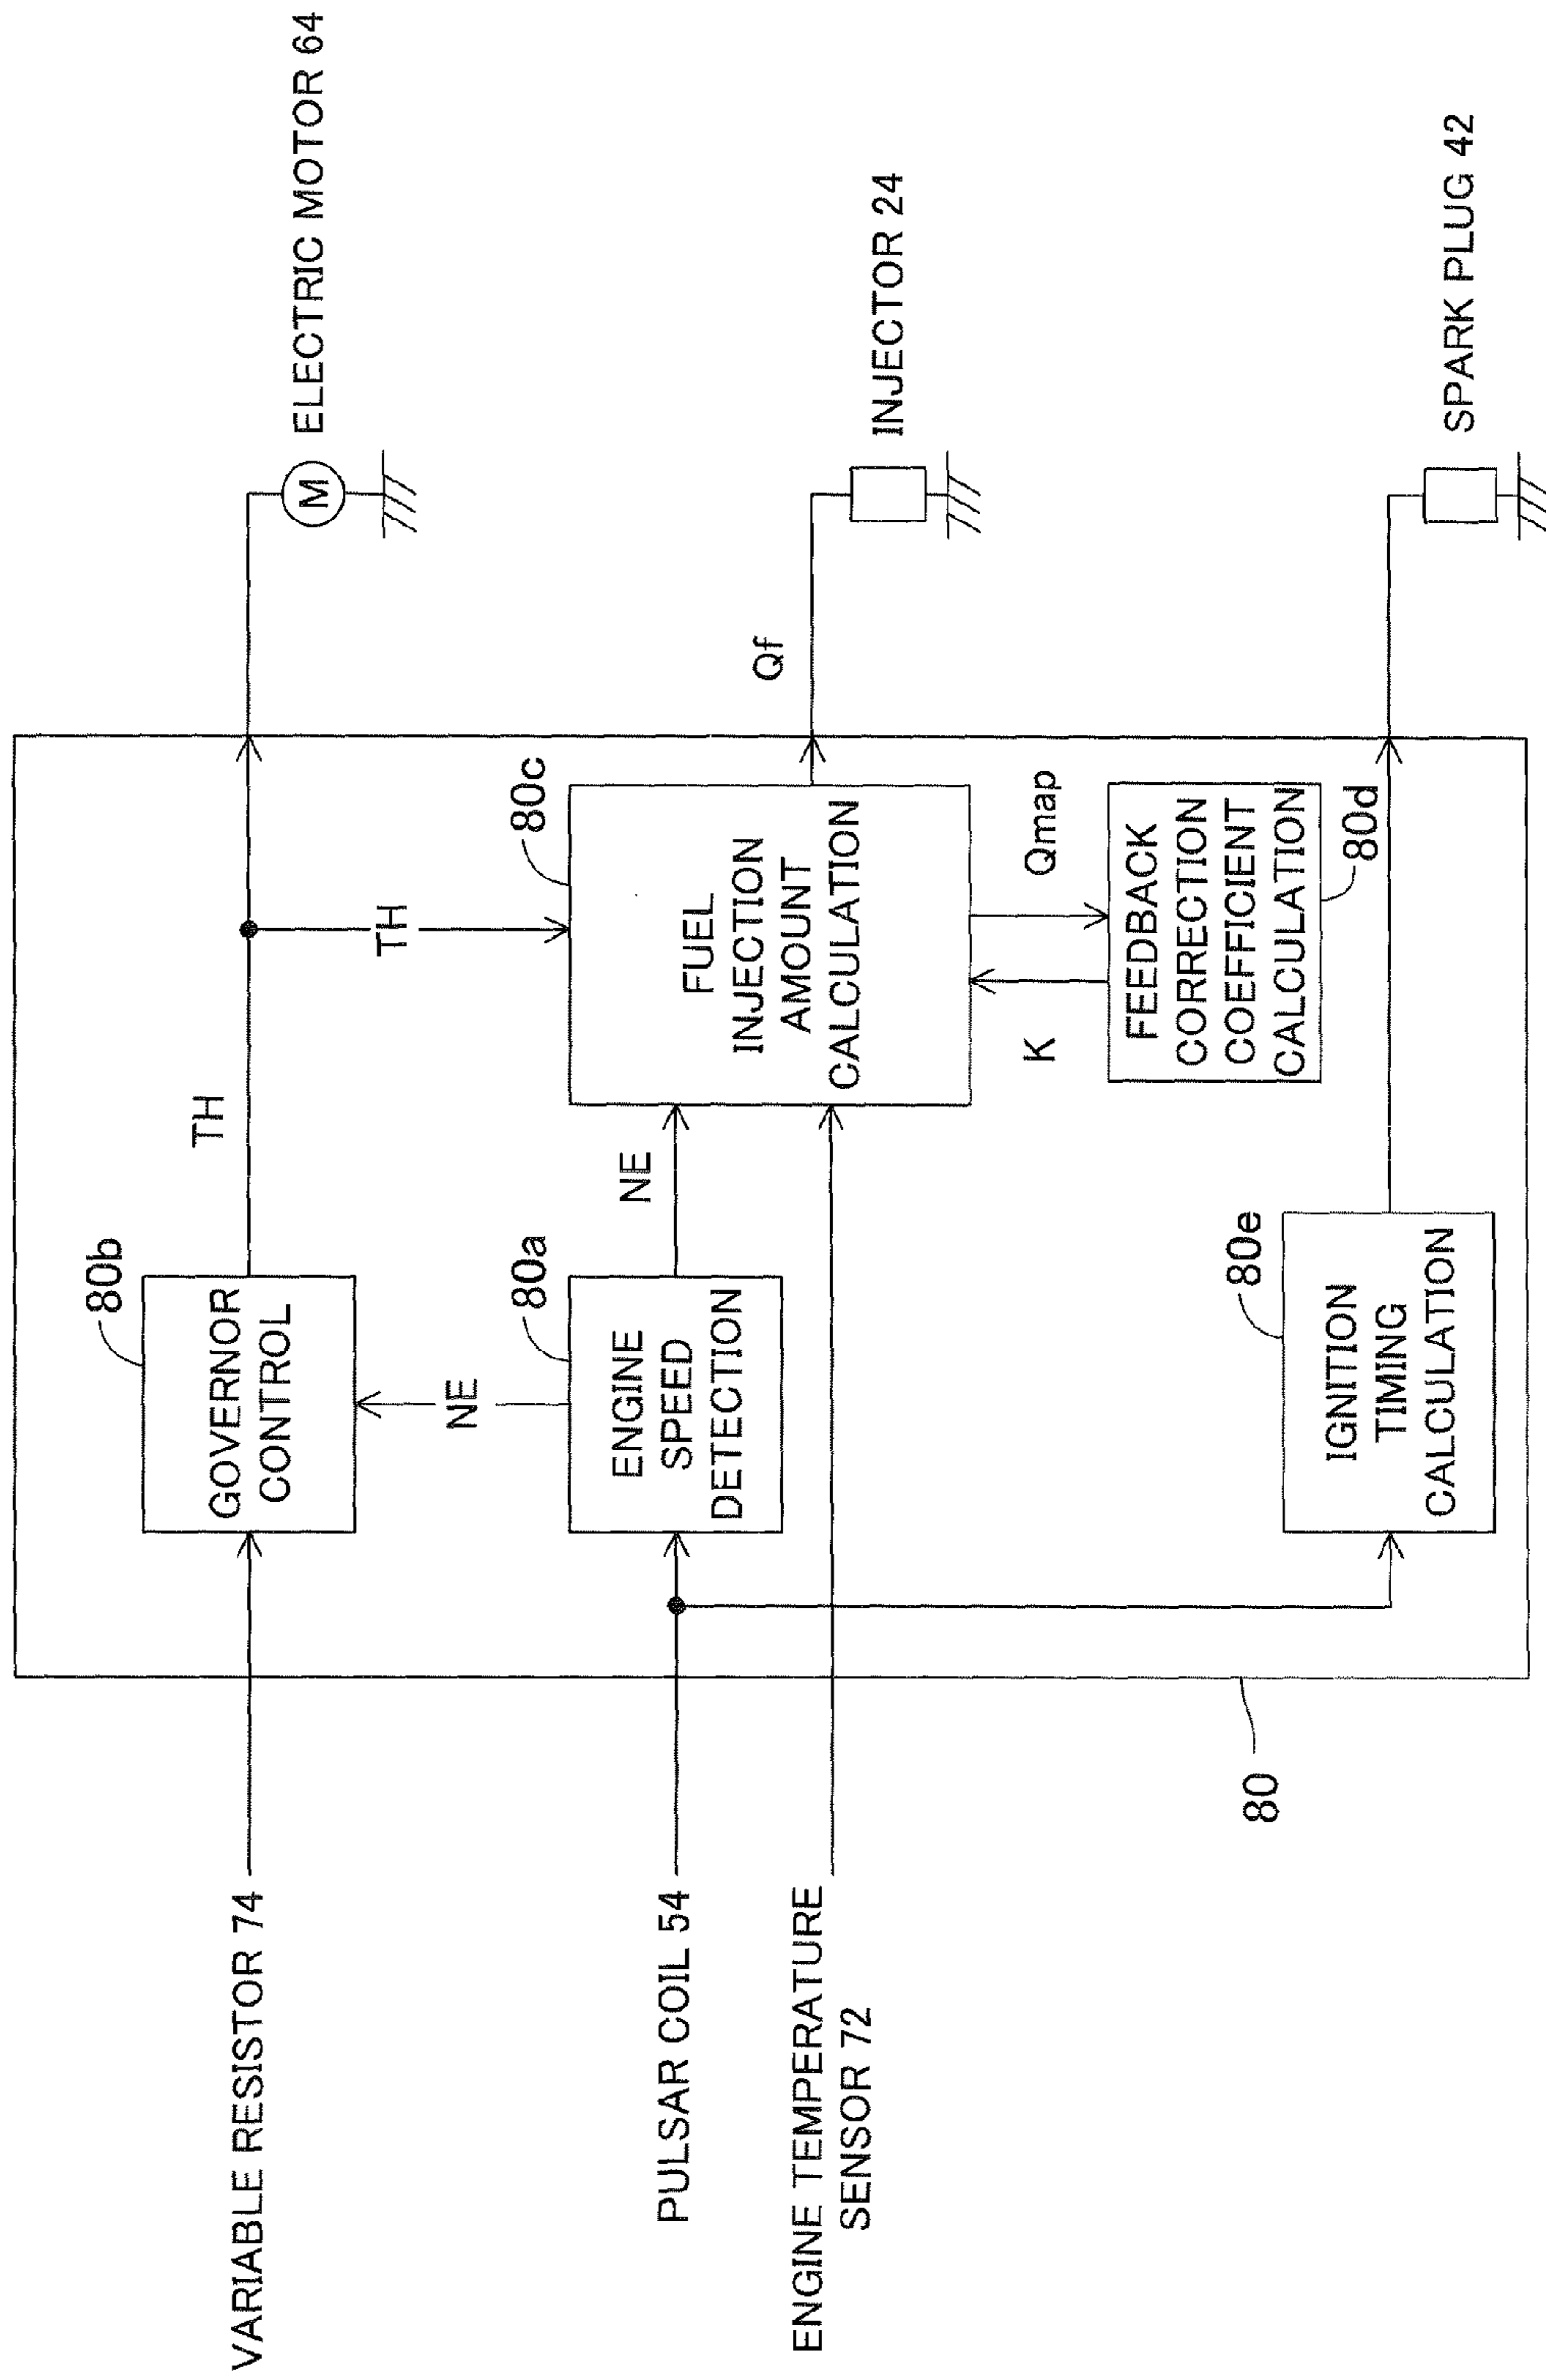 VARIABLE RESISTOR 74
PULSAR COIL 54
ENGINE TEMPERATURE
SENSOR 72
80
80b
GOVERNOR
CONTROL
TH
TH
NE
80a
ENGINE
SPEED
DETECTION
NE
80c
FUEL
INJECTION
AMOUNT
CALCULATION
K
Qmap
FEEDBACK
CORRECTION
COEFFICIENT
CALCULATION
80d
80e
IGNITION
TIMING
CALCULATION
M
ELECTRIC MOTOR 64
Qf
INJECTOR 24
SPARK PLUG 42